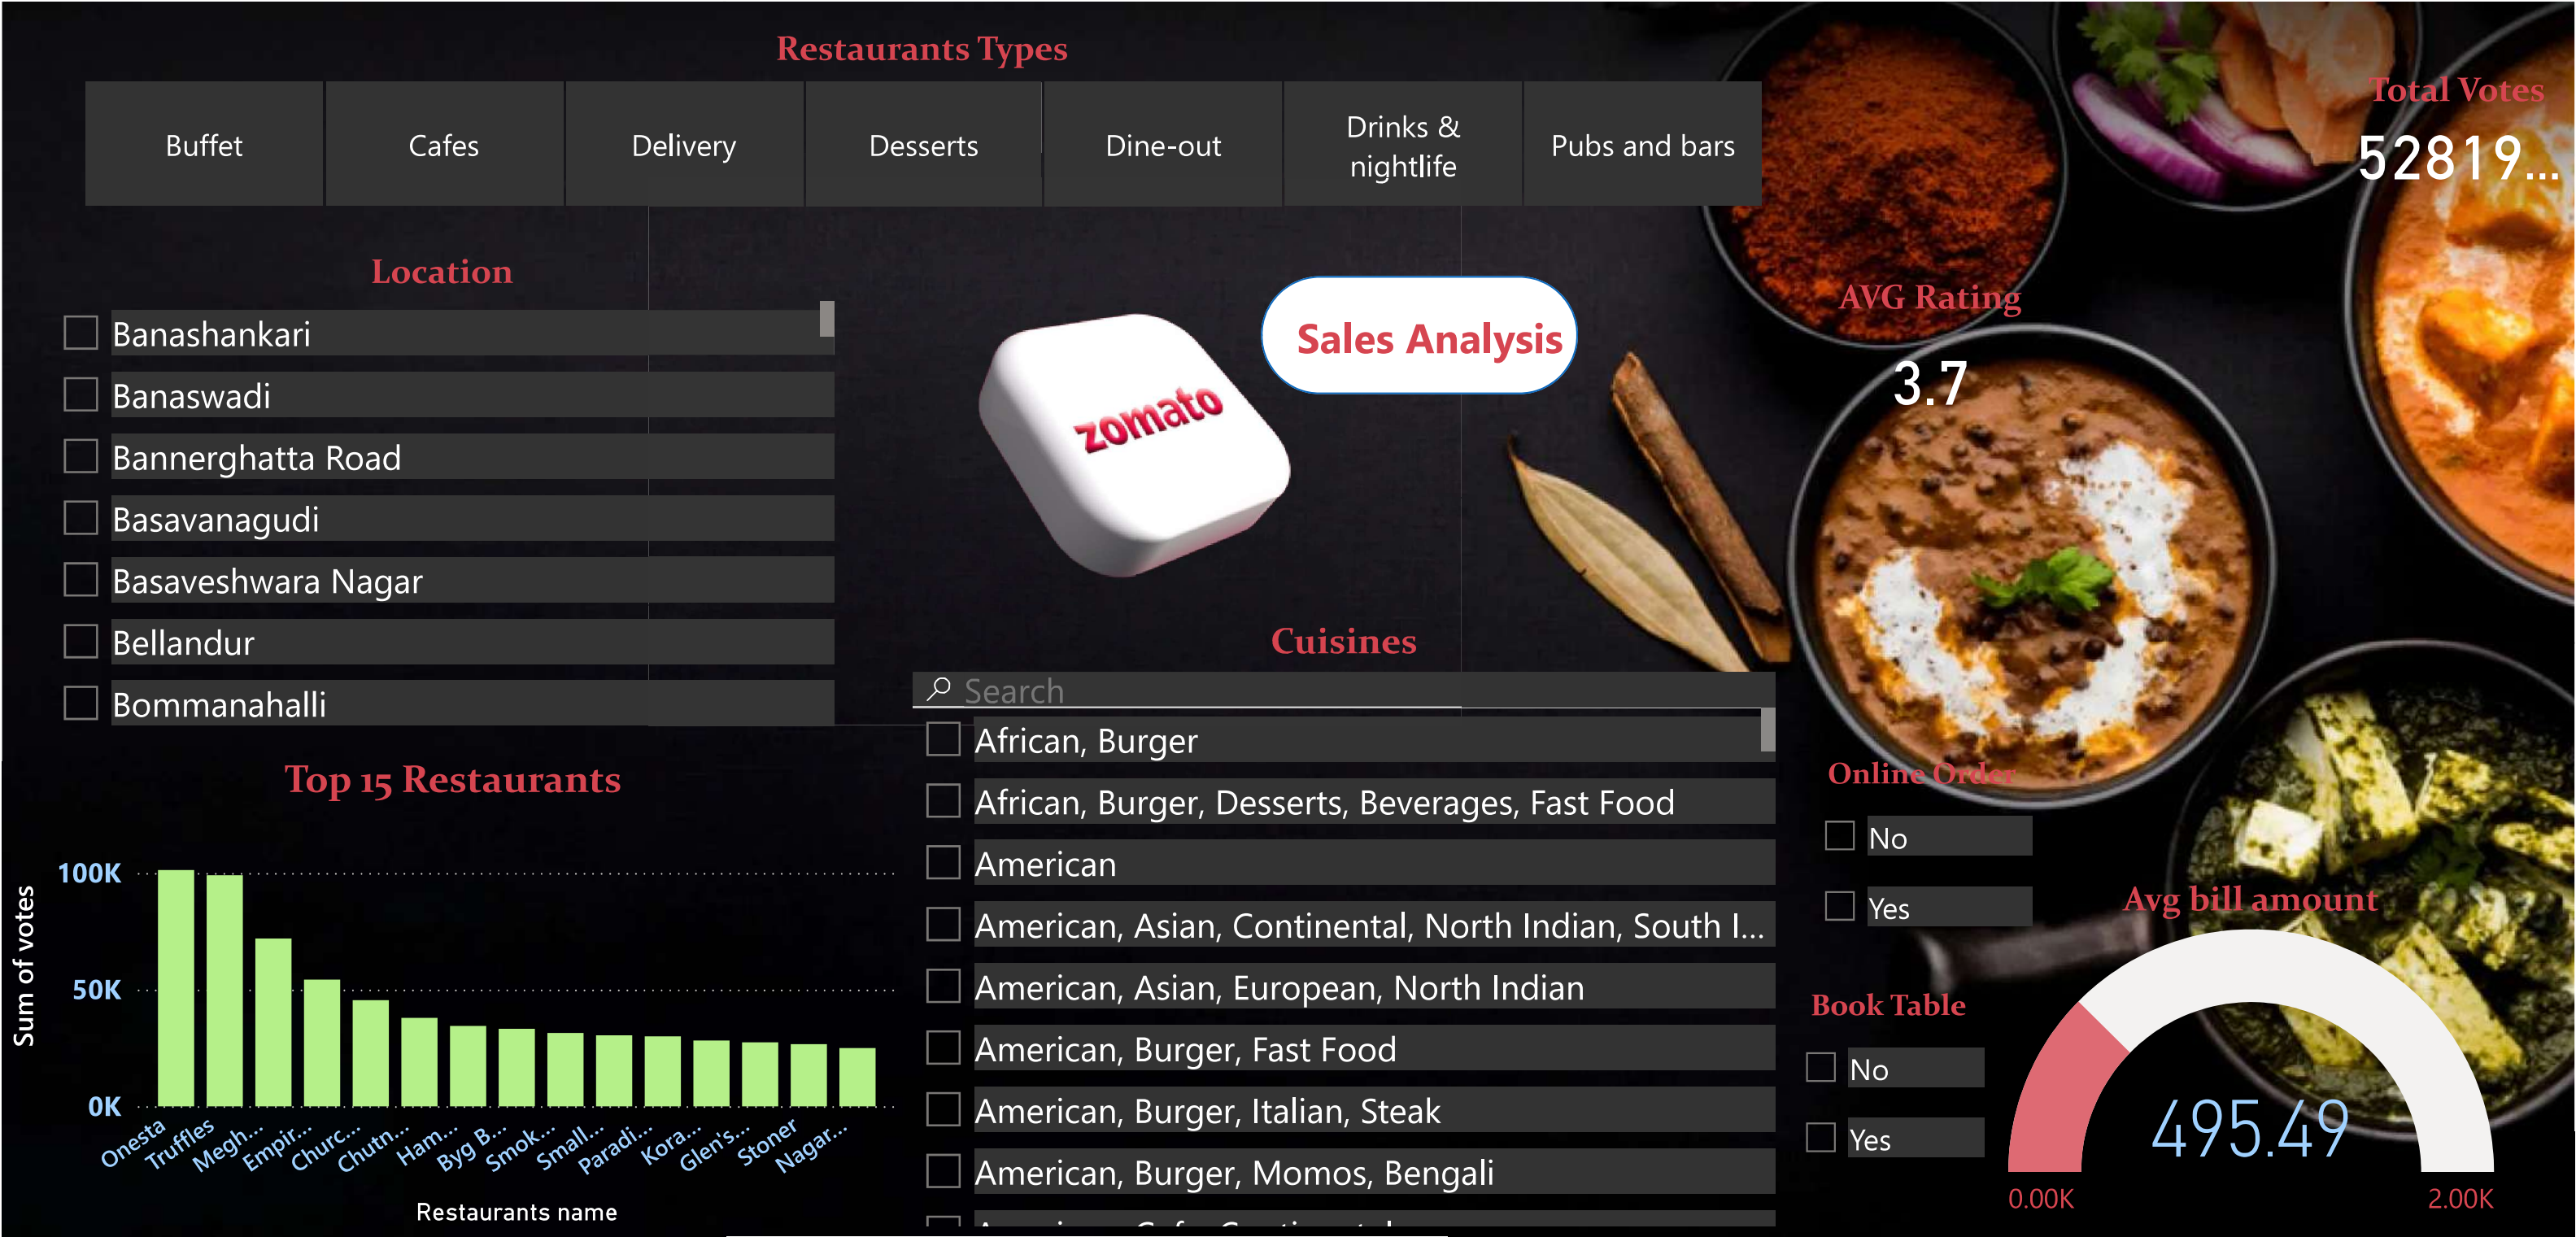 Restaurants Types
Buffet
Cafes
Delivery
Desserts
Dine-out
Drinks &
nightlife
Pubs and bars
Total Votes
52819...
Location
Banashankari
Banaswadi
Bannerghatta Road
Basavanagudi
Basaveshwara Nagar
Bellandur
Bommanahalli
zomato
Sales Analysis
AVG Rating
3.7
Cuisines
Search
African, Burger
African, Burger, Desserts, Beverages, Fast Food
American
American, Asian, Continental, North Indian, South I...
American, Asian, European, North Indian
American, Burger, Fast Food
American, Burger, Italian, Steak
American, Burger, Momos, Bengali
Top 15 Restaurants
Sum of votes
100K
50K
0K
Onesta
Truffles
Megh...
Empir...
Churc...
Chutn...
Ham...
Byg B...
Smok...
Small...
Paradi...
Kora...
Glen's...
Stoner
Nagar...
Restaurants name
Online Order
No
Yes
Book Table
No
Yes
Avg bill amount
495.49
0.00K
2.00K